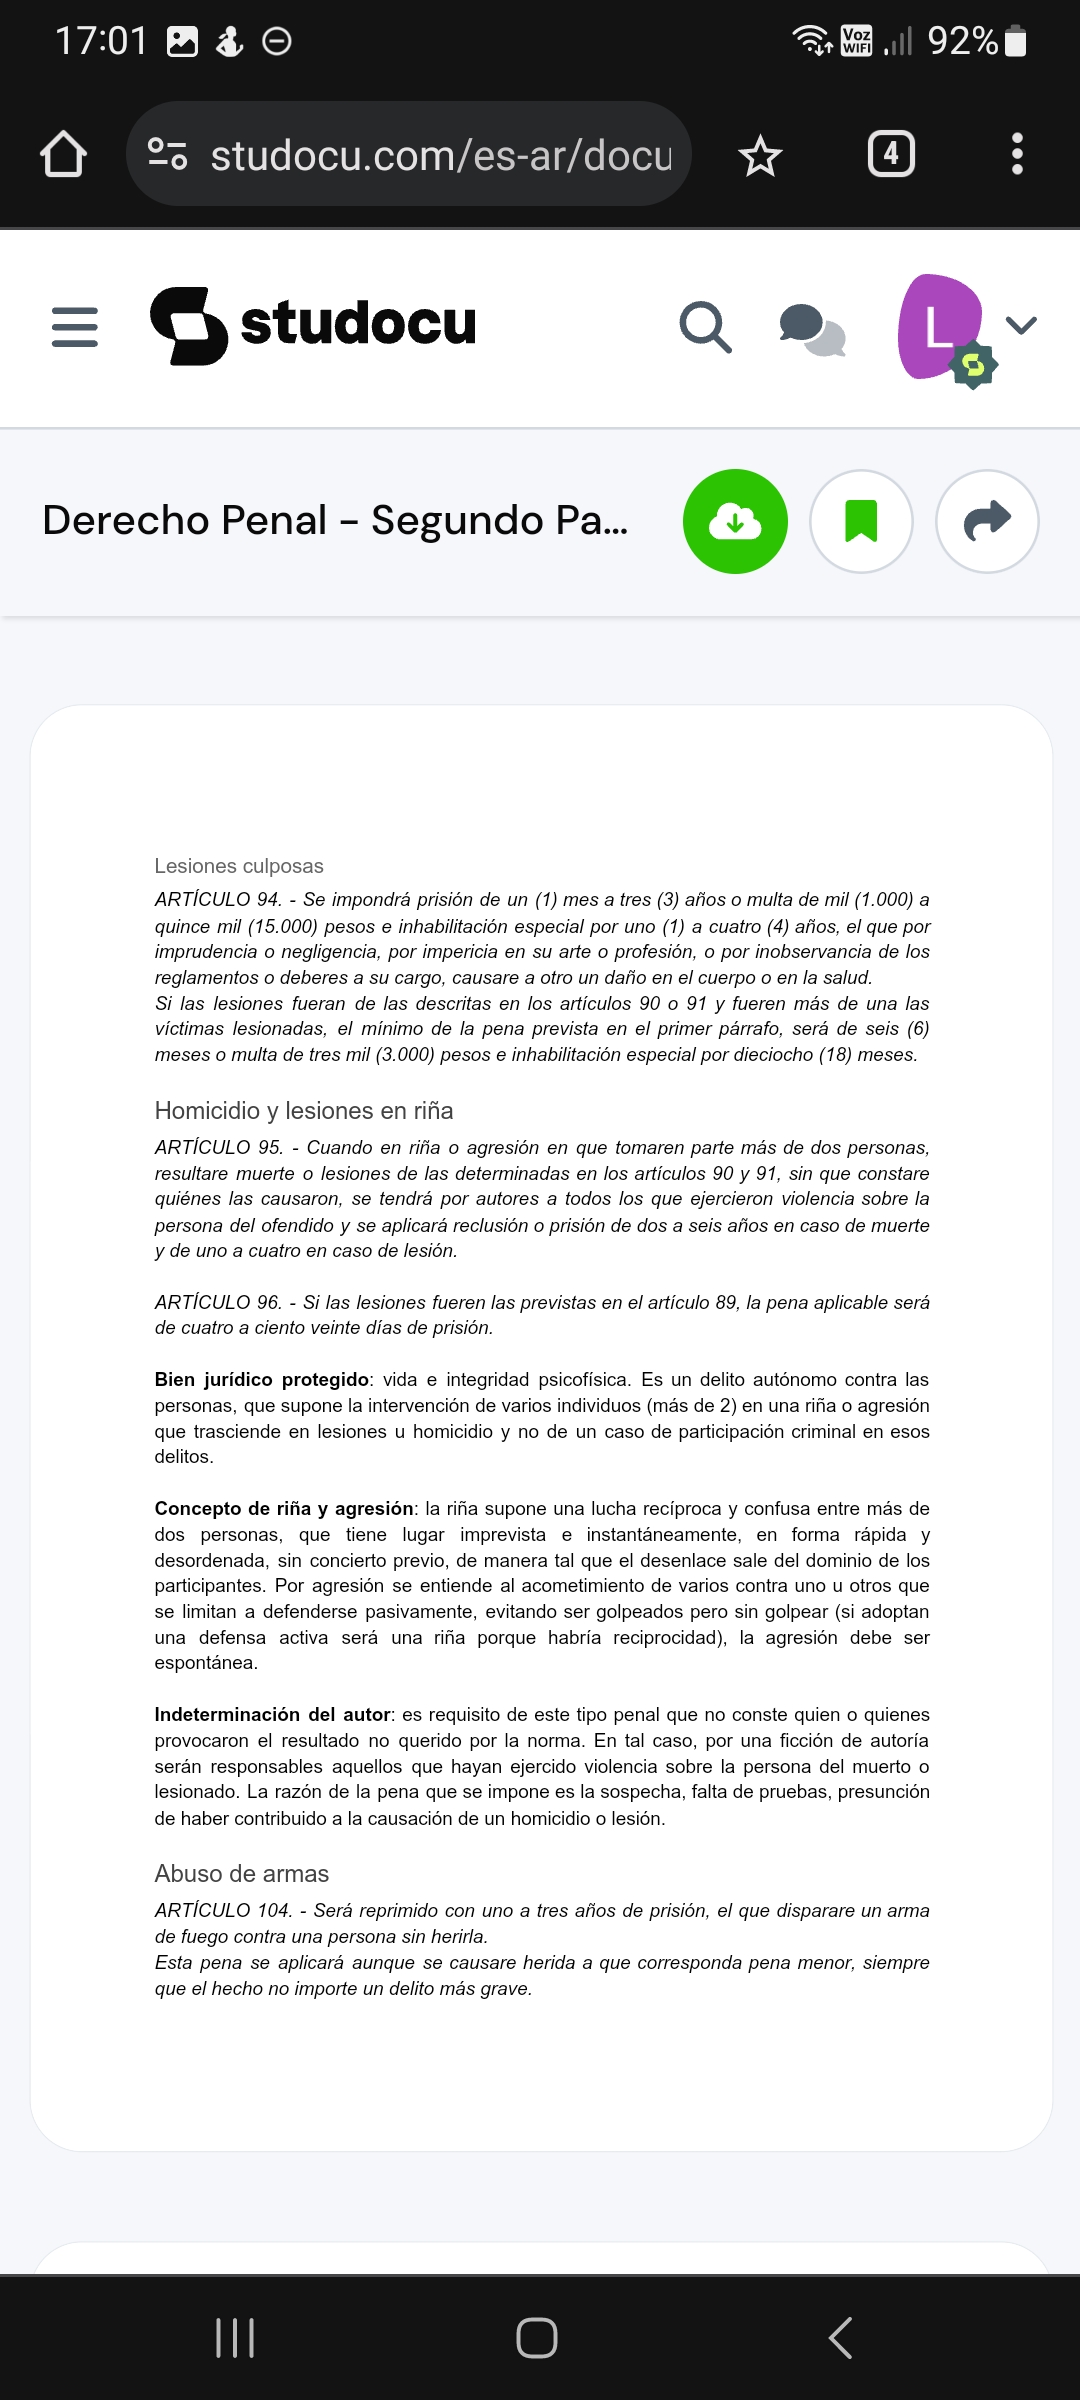 17:01
Voz
WIFI
92%
studocu.com/es-ar/docu
4
studocu
L
Derecho Penal - Segundo Pa...
Lesiones culposas
ARTÍCULO 94. - Se impondrá prisión de un (1) mes a tres (3) años o multa de mil (1.000) a
quince mil (15.000) pesos e inhabilitación especial por uno (1) a cuatro (4) años, el que por
imprudencia o negligencia, por impericia en su arte o profesión, o por inobservancia de los
reglamentos o deberes a su cargo, causare a otro un daño en el cuerpo o en la salud.
Si las lesiones fueran de las descritas en los artículos 90 o 91 y fueren más de una las
víctimas lesionadas, el mínimo de la pena prevista en el primer párrafo, será de seis (6)
meses o multa de tres mil (3.000) pesos e inhabilitación especial por dieciocho (18) meses.
Homicidio y lesiones en riña
ARTÍCULO 95. - Cuando en riña o agresión en que tomaren parte más de dos personas,
resultare muerte o lesiones de las determinadas en los artículos 90 y 91, sin que constare
quiénes las causaron, se tendrá por autores a todos los que ejercieron violencia sobre la
persona del ofendido y se aplicará reclusión o prisión de dos a seis años en caso de muerte
y de uno a cuatro en caso de lesión.
ARTÍCULO 96. - Si las lesiones fueren las previstas en el artículo 89, la pena aplicable será
de cuatro a ciento veinte días de prisión.
Bien jurídico protegido: vida e integridad psicofísica. Es un delito autónomo contra las
personas, que supone la intervención de varios individuos (más de 2) en una riña o agresión
que trasciende en lesiones u homicidio y no de un caso de participación criminal en esos
delitos.
Concepto de riña y agresión: la riña supone una lucha recíproca y confusa entre más de
dos personas, que tiene lugar imprevista e instantáneamente, en forma rápida y
desordenada, sin concierto previo, de manera tal que el desenlace sale del dominio de los
participantes. Por agresión se entiende al acometimiento de varios contra uno u otros que
se limitan a defenderse pasivamente, evitando ser golpeados pero sin golpear (si adoptan
una defensa activa será una riña porque habría reciprocidad), la agresión debe ser
espontánea.
Indeterminación del autor: es requisito de este tipo penal que no conste quien o quienes
provocaron el resultado no querido por la norma. En tal caso, por una ficción de autoría
serán responsables aquellos que hayan ejercido violencia sobre la persona del muerto o
lesionado. La razón de la pena que se impone es la sospecha, falta de pruebas, presunción
de haber contribuido a la causación de un homicidio o lesión.
Abuso de armas
ARTÍCULO 104. - Será reprimido con uno a tres años de prisión, el que disparare un arma
de fuego contra una persona sin herirla.
Esta pena se aplicará aunque se causare herida a que corresponda pena menor, siempre
que el hecho no importe un delito más grave.